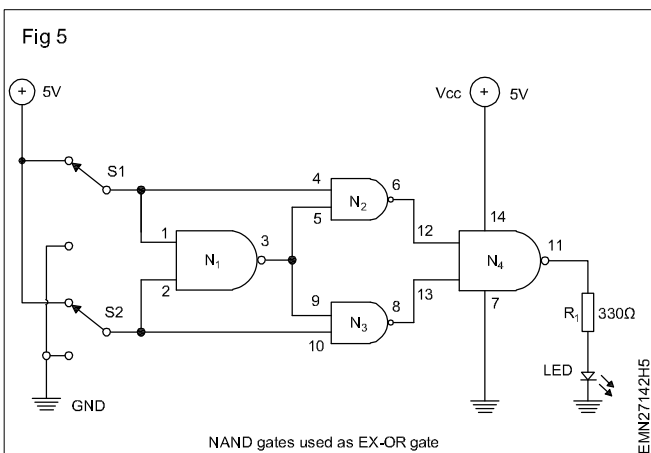 Fig 5
+ 5V
Vcc + 5V
S1
4
6
N2
5
12
14
1
3
11
N1
N4
2
9
8
13
7
R1 330Ω
N3
S2
10
LED
GND
NAND gates used as EX-OR gate
EMN27142H5